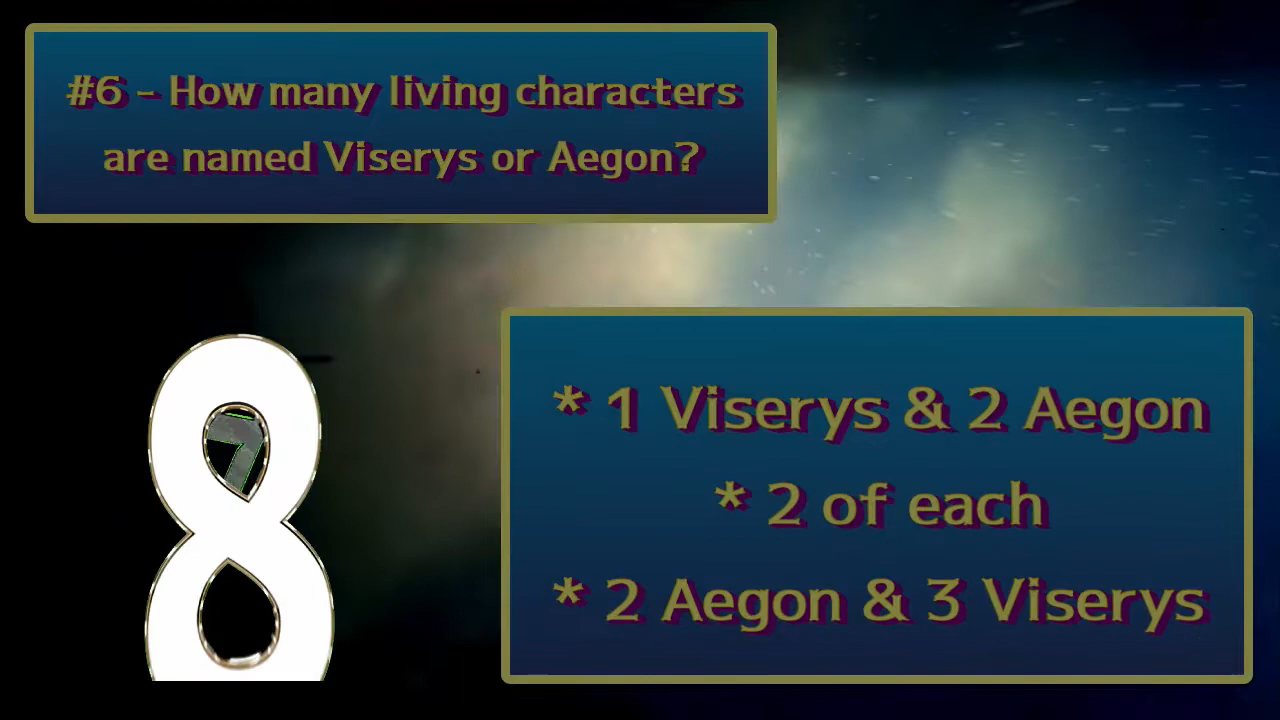 #6 - How many living characters
are named Viserys or Aegon?
8
7
* 1 Viserys & 2 Aegon
* 2 of each
* 2 Aegon & 3 Viserys